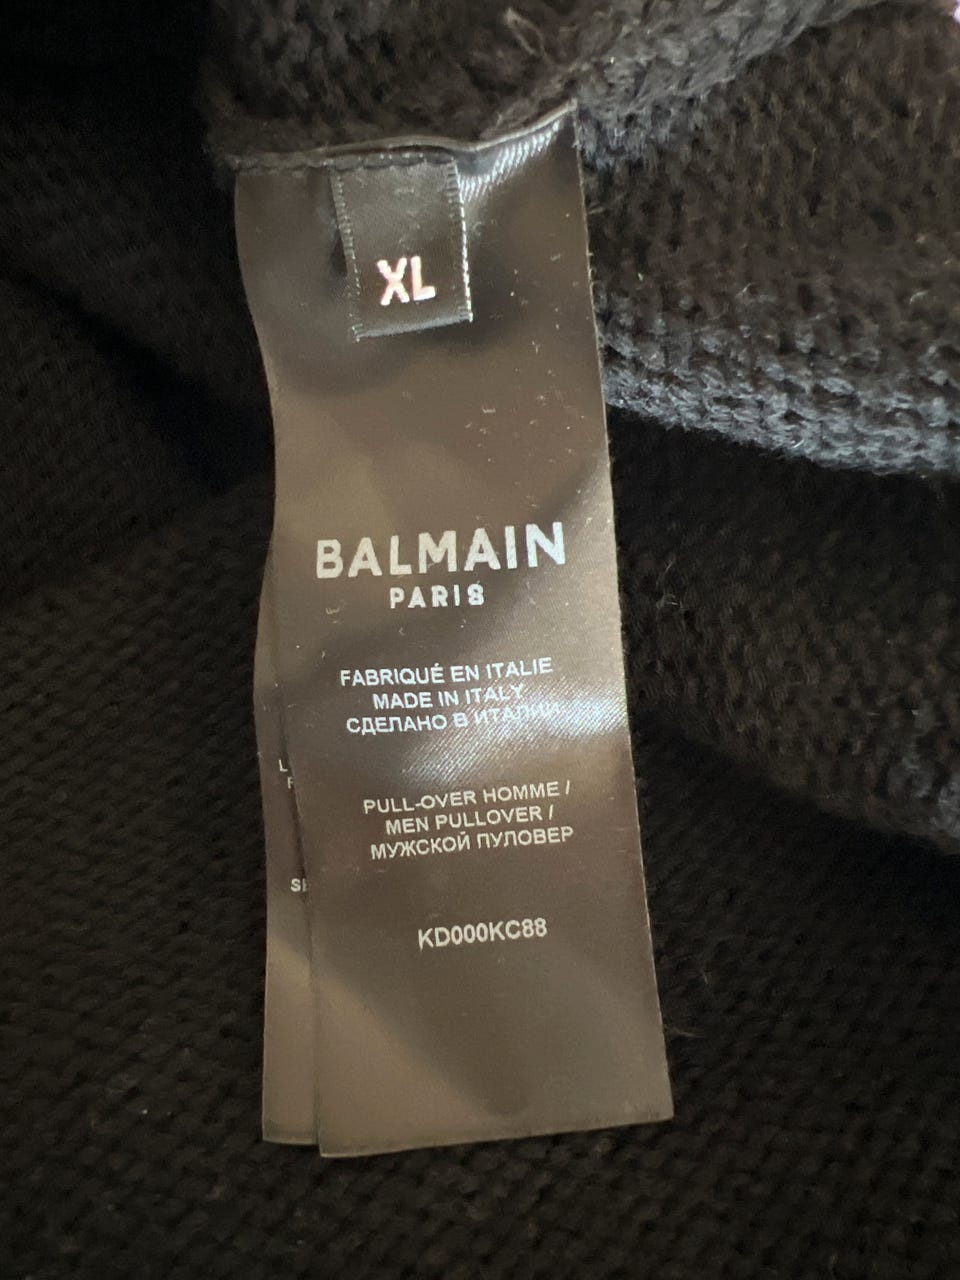 XL
BALMAIN
PARIS
FABRIQUÉ EN ITALIE
MADE IN ITALY
СДЕЛАНО В ИТАЛИИ
PULL-OVER HOMME /
MEN PULLOVER /
МУЖСКОЙ ПУЛОВЕР
KD000KC88